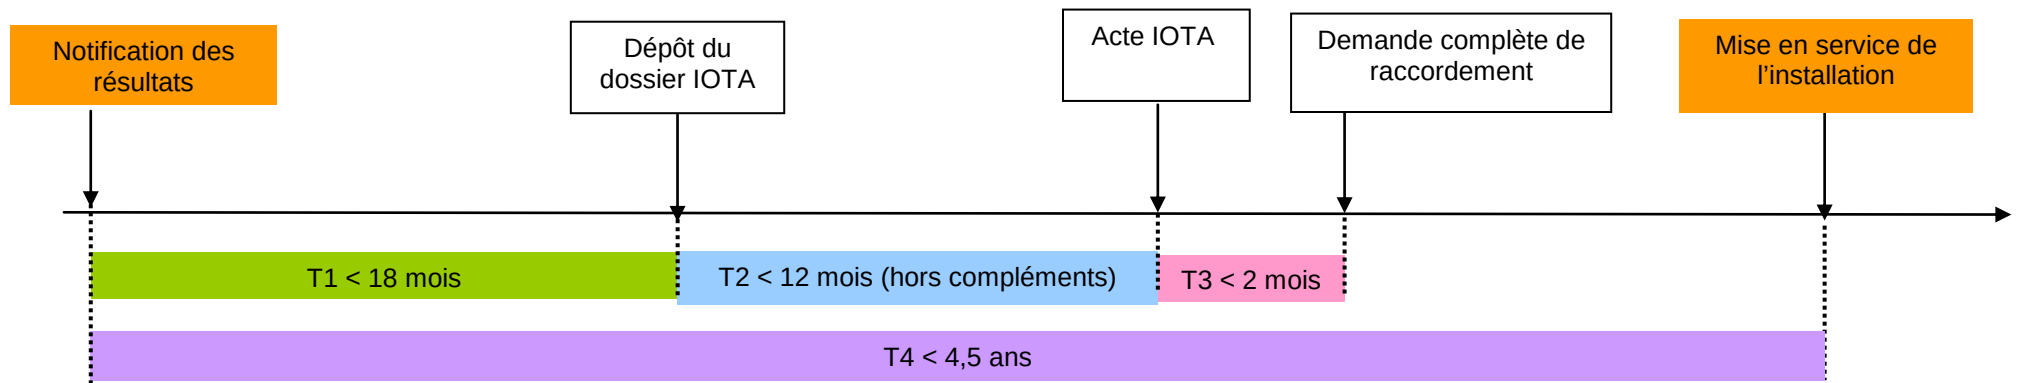 Notification des
résultats
Dépôt du
dossier IOTA
Acte IOTA
Demande complète de
raccordement
Mise en service de
l’installation
T1 < 18 mois
T2 < 12 mois (hors compléments)
T3 < 2 mois
T4 < 4,5 ans